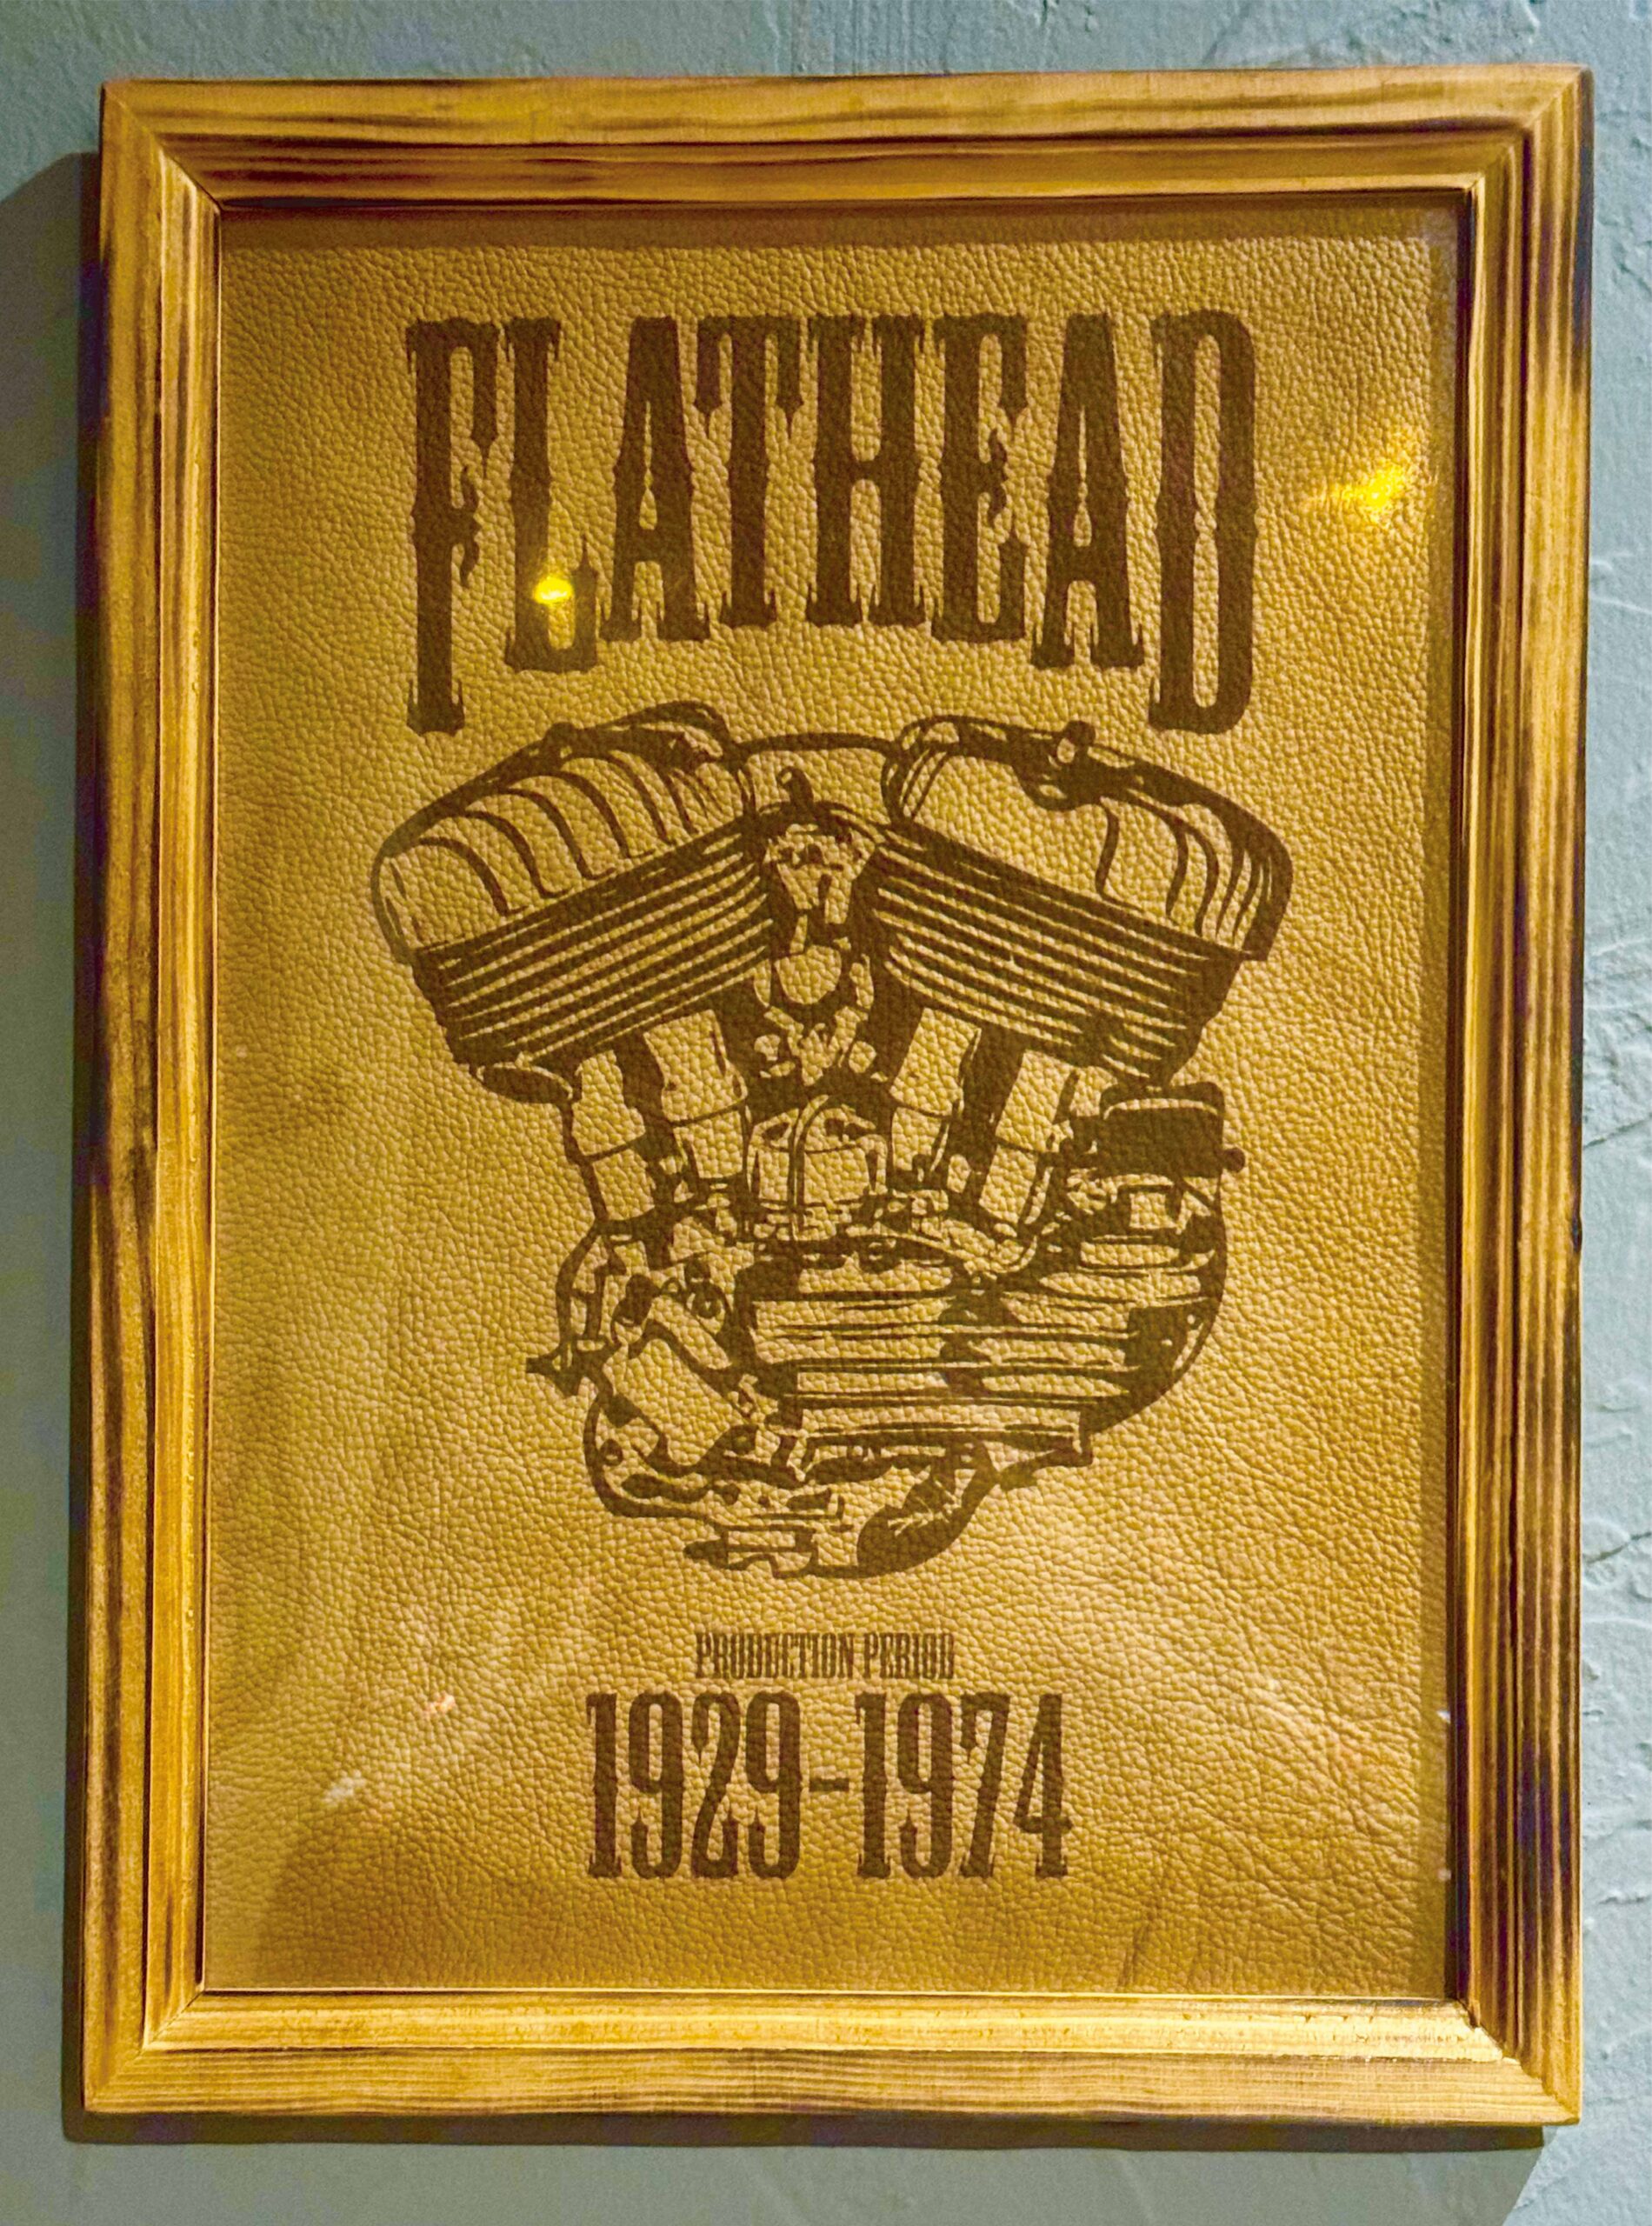 FLATHEAD
PRODUCTION PERIOD
1929-1974